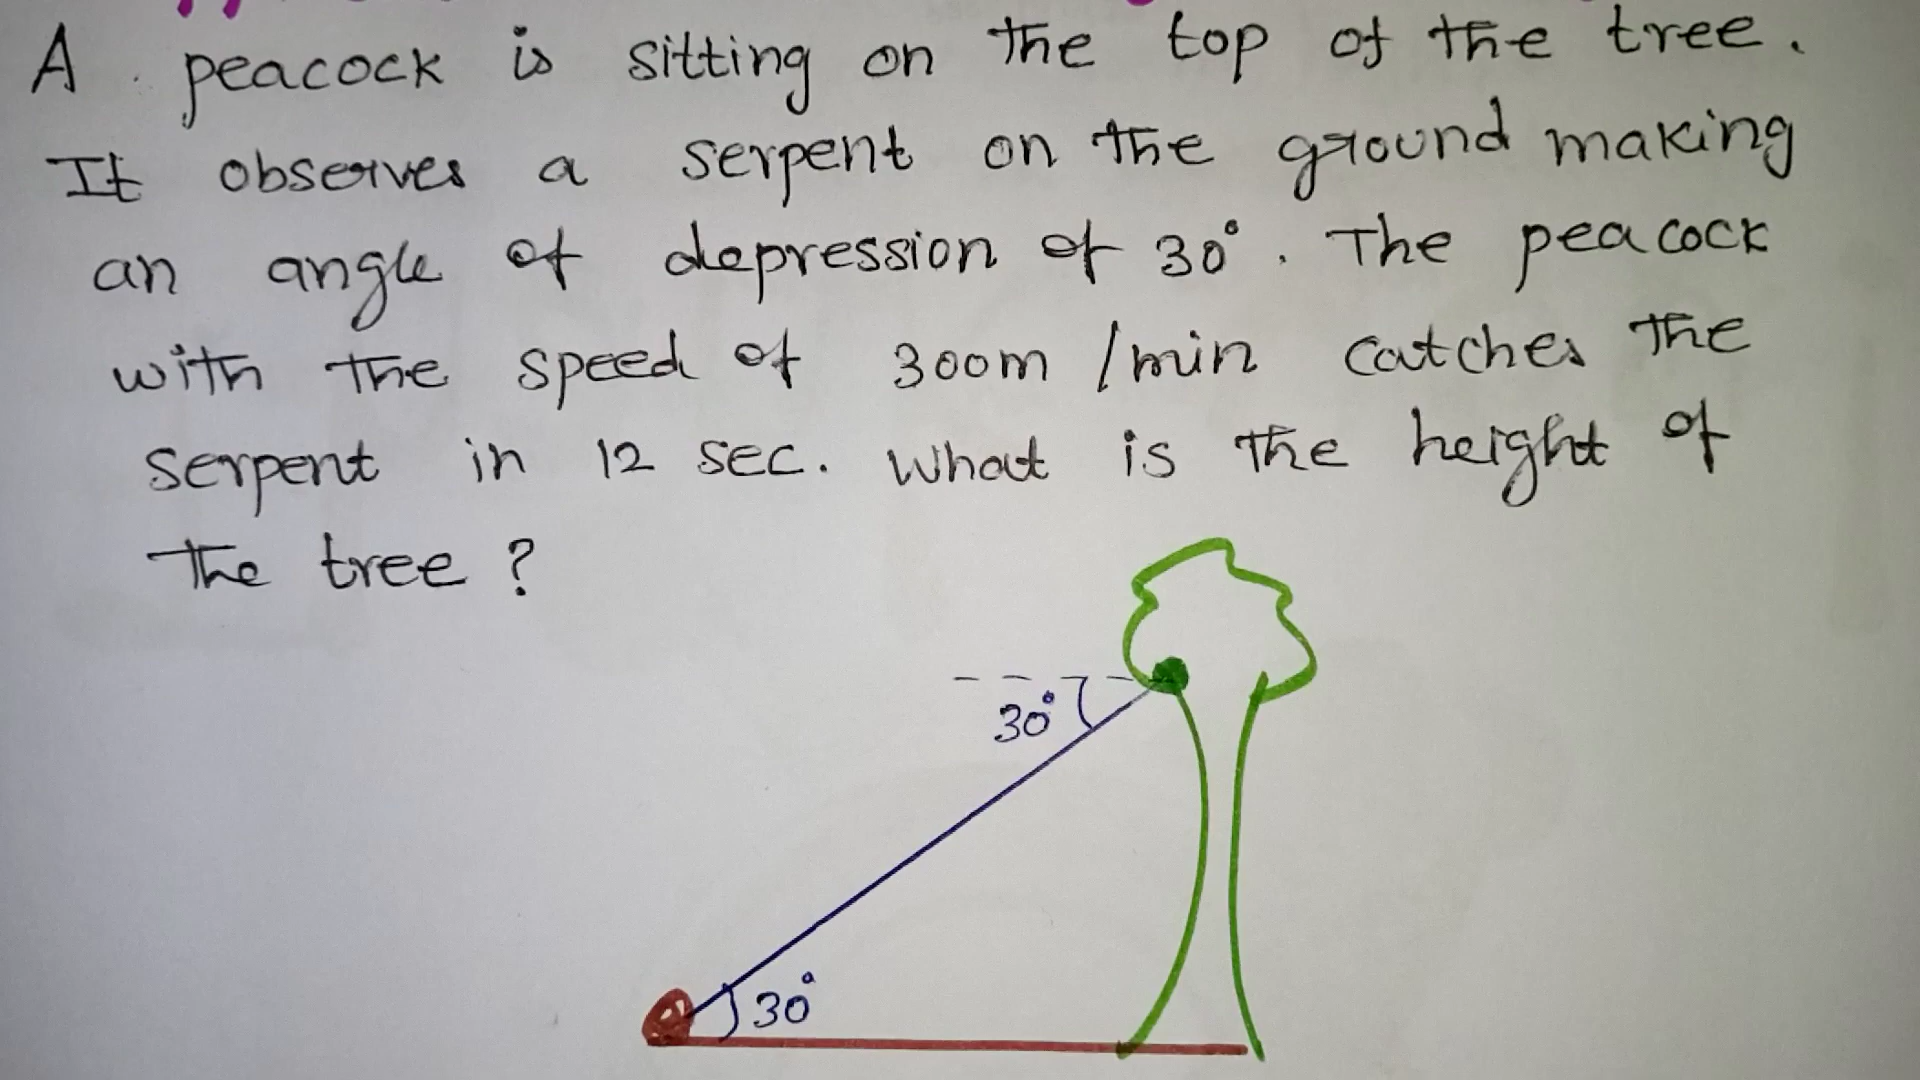 A peacock is sitting on the top of the tree.
It observes a serpent on the ground making
an angle of depression of 30°. The peacock
with the speed of 300m /min catches the
serpent in 12 sec. What is the height of
the tree?
30°
30°